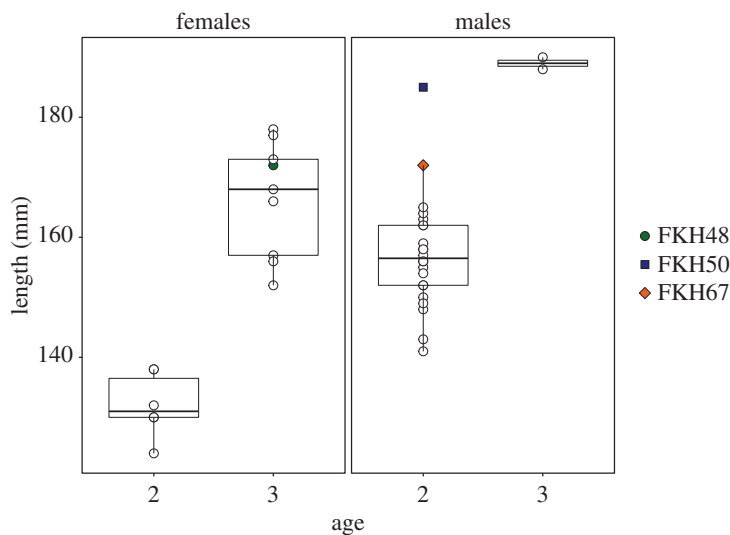 females males
180
160
140
length (mm)
2 3 2 3
age
FKH48
FKH50
FKH67